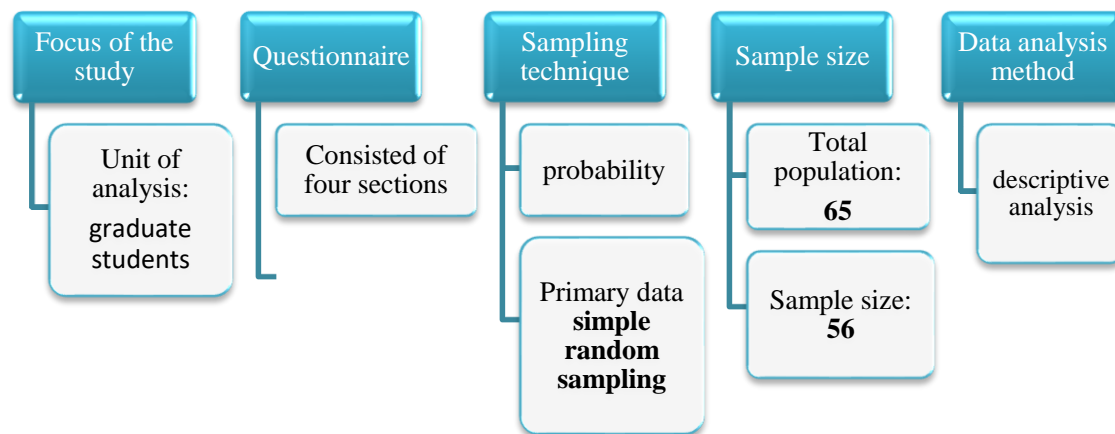 Focus of the
study
Unit of
analysis:
graduate
students
Questionnaire
Consisted of
four sections
Sampling
technique
probability
Primary data
simple
random
sampling
Sample size
Total
population:
65
Sample size:
56
Data analysis
method
descriptive
analysis